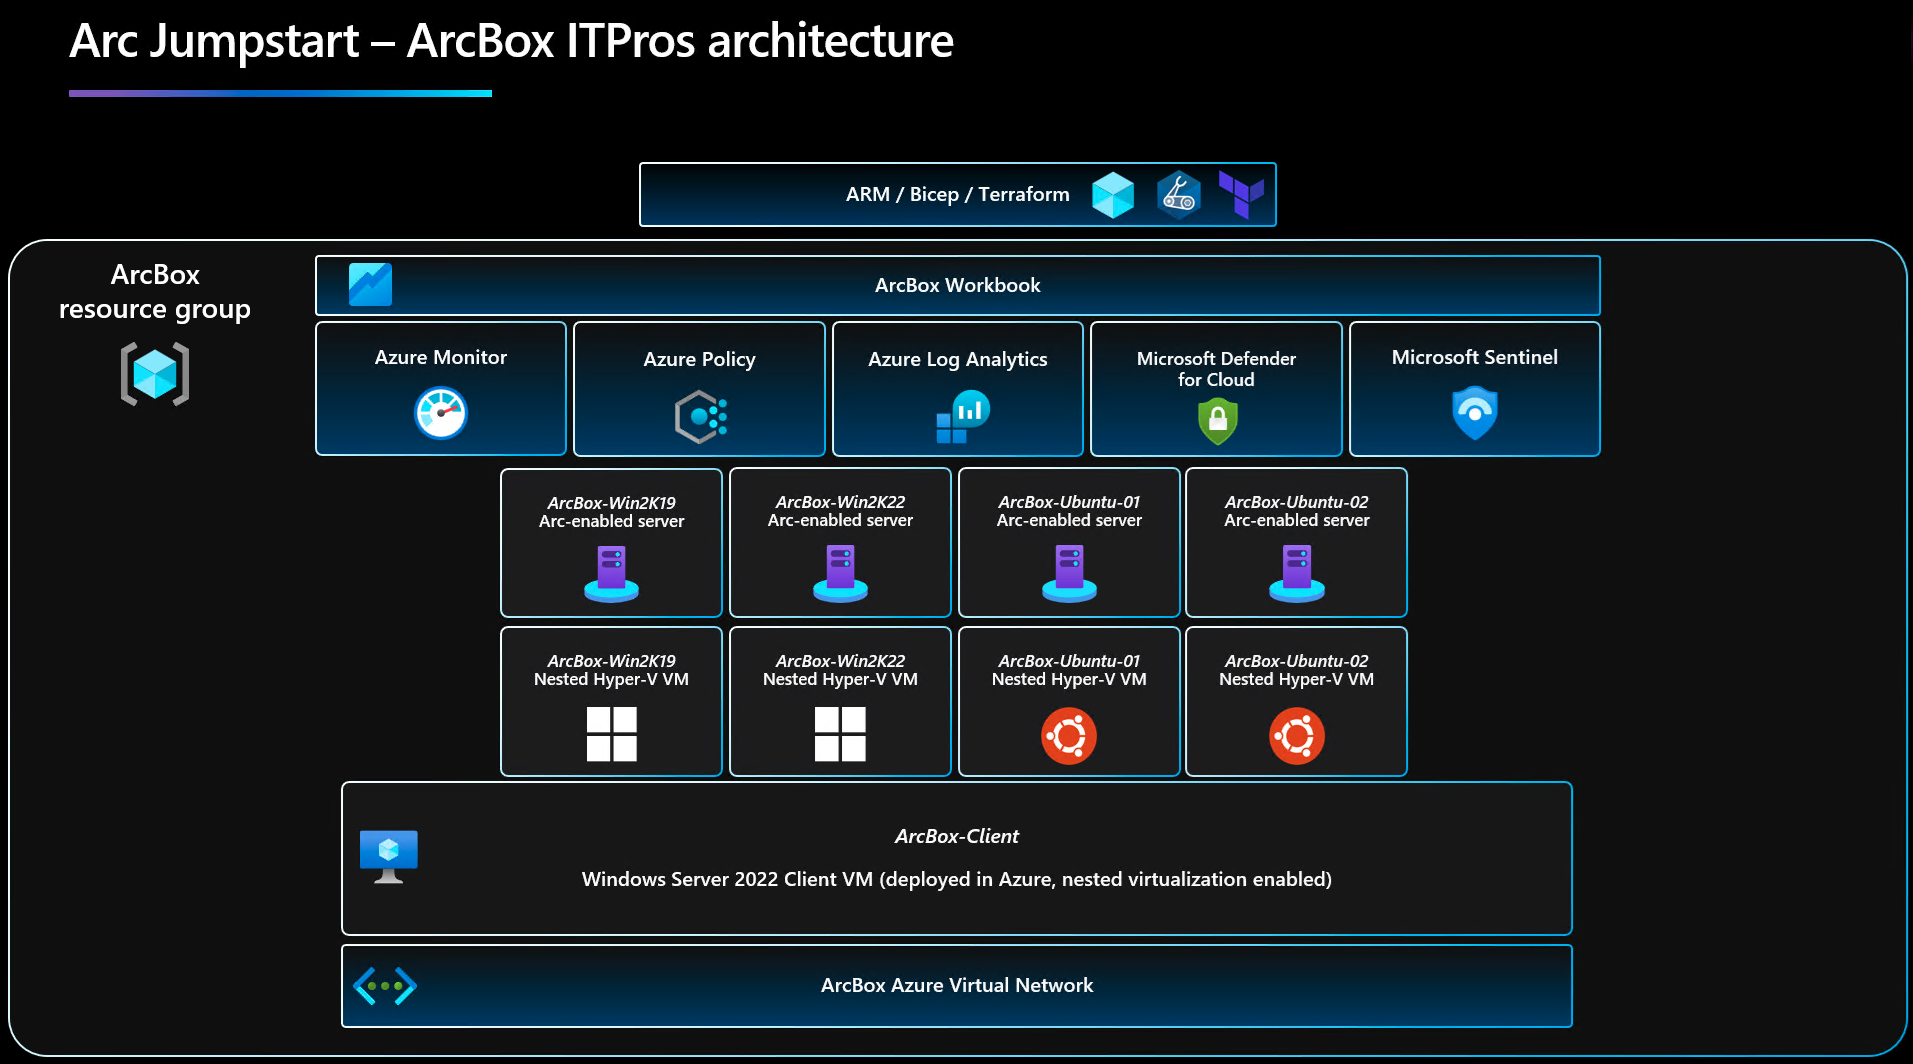 Arc Jumpstart – ArcBox ITPros architecture
ARM / Bicep / Terraform
ArcBox
resource group
ArcBox Workbook
Azure Monitor
Azure Policy
Azure Log Analytics
Microsoft Defender
for Cloud
Microsoft Sentinel
ArcBox-Win2K19
Arc-enabled server
ArcBox-Win2K22
Arc-enabled server
ArcBox-Ubuntu-01
Arc-enabled server
ArcBox-Ubuntu-02
Arc-enabled server
ArcBox-Win2K19
Nested Hyper-V VM
ArcBox-Win2K22
Nested Hyper-V VM
ArcBox-Ubuntu-01
Nested Hyper-V VM
ArcBox-Ubuntu-02
Nested Hyper-V VM
ArcBox-Client
Windows Server 2022 Client VM (deployed in Azure, nested virtualization enabled)
ArcBox Azure Virtual Network